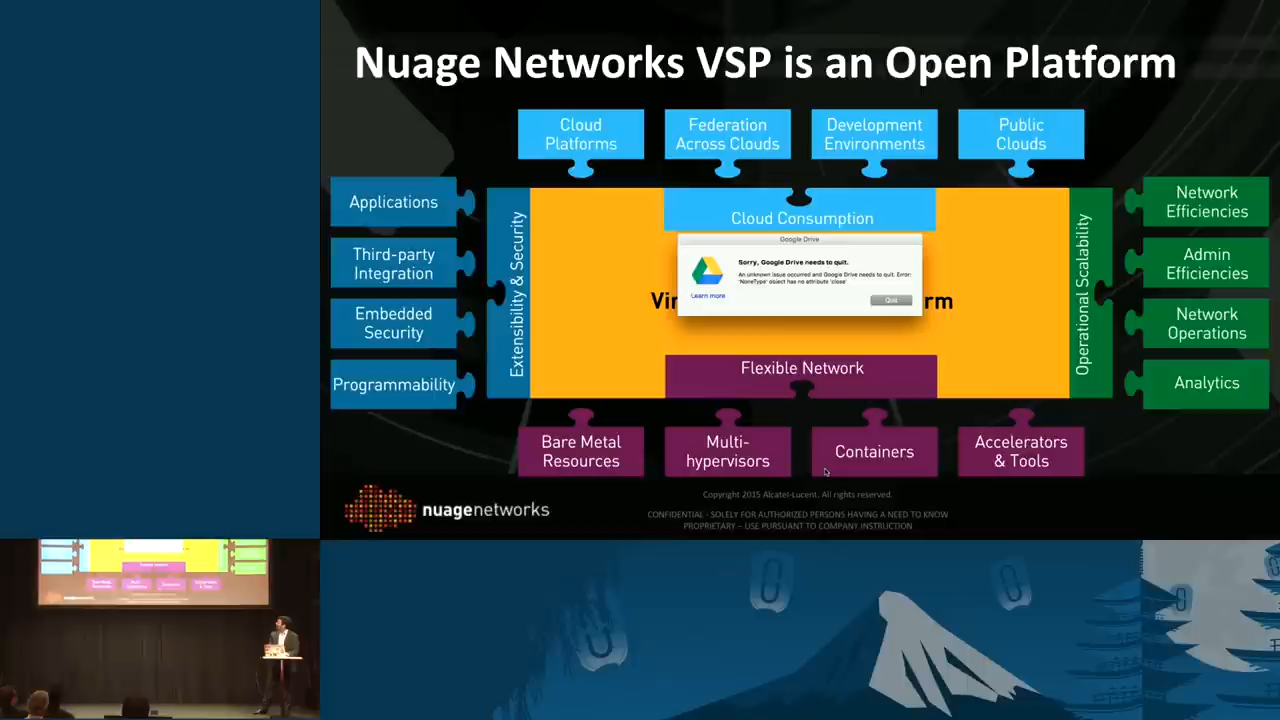 Nuage Networks VSP is an Open Platform
Cloud
Platforms
Federation
Across Clouds
Development
Environments
Public
Clouds
Applications
Third-party
Integration
Embedded
Security
Programmability
Extensibility & Security
Cloud Consumption
Google Drive
Sorry, Google Drive needs to quit.
An unknown issue occurred and Google Drive needs to quit. Error:
'NoneType' object has no attribute 'close'
Learn more
Quit
Vir
rm
Flexible Network
Operational Scalability
Network
Efficiencies
Admin
Efficiencies
Network
Operations
Analytics
Bare Metal
Resources
Multi-
hypervisors
Containers
Accelerators
& Tools
nuagenetworks
Copyright 2015 Alcatel-Lucent. All rights reserved.
CONFIDENTIAL - SOLELY FOR AUTHORIZED PERSONS HAVING A NEED TO KNOW
PROPRIETARY – USE PURSUANT TO COMPANY INSTRUCTION